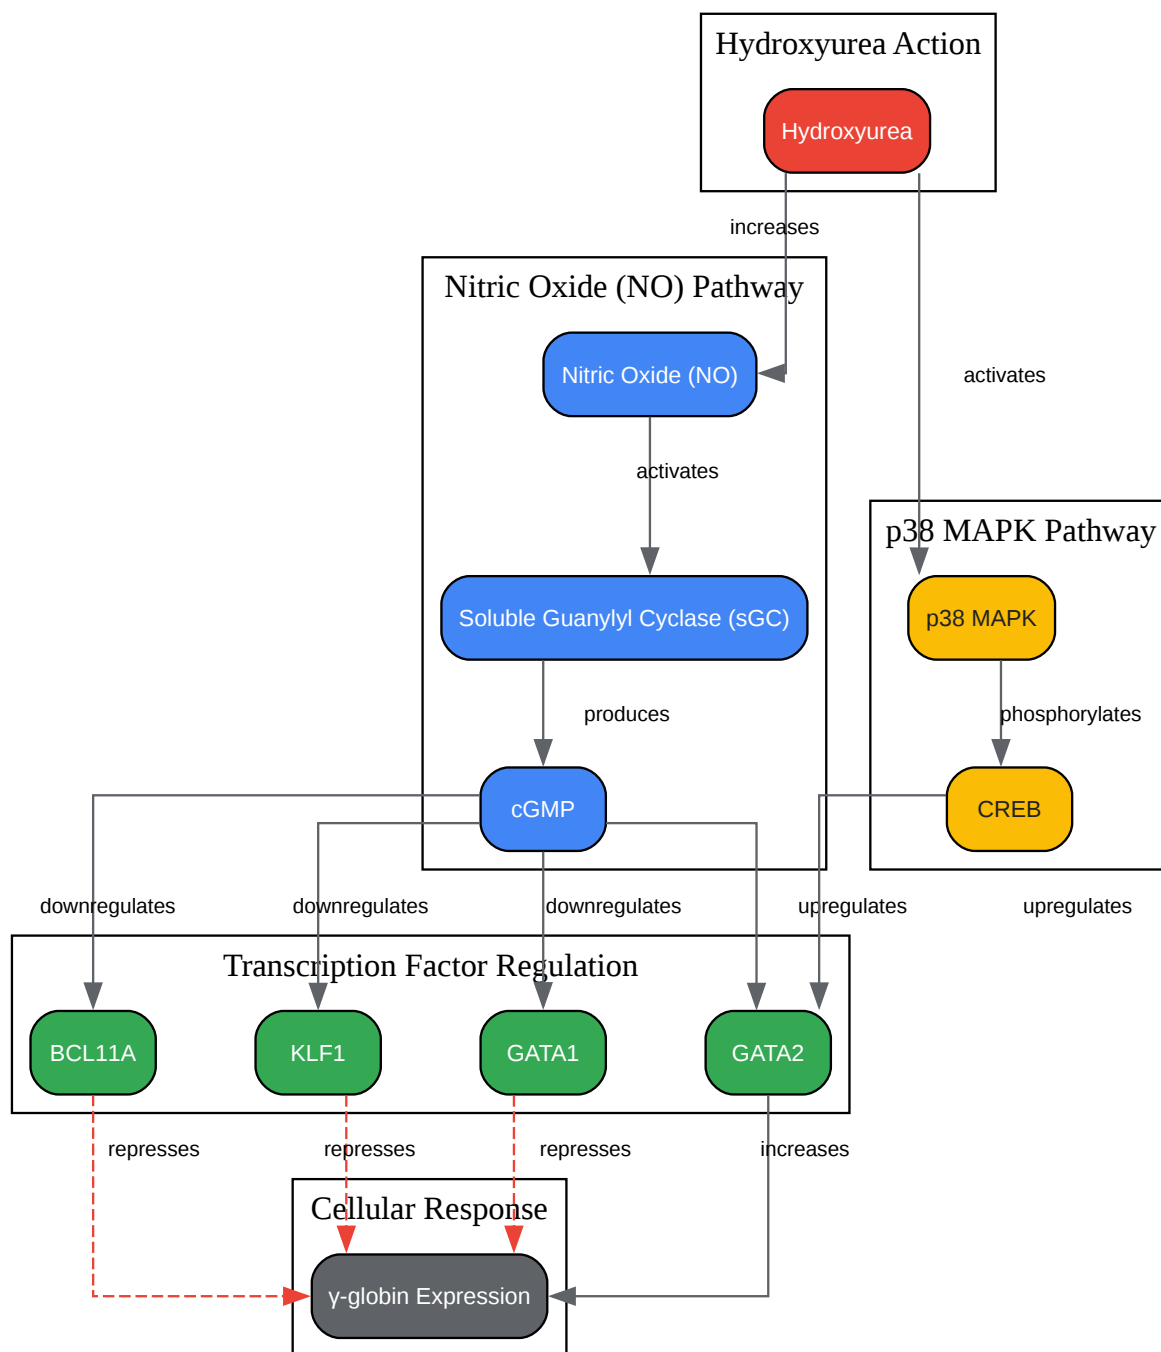 Hydroxyurea Action
Hydroxyurea
increases
Nitric Oxide (NO) Pathway
Nitric Oxide (NO)
activates
activates
p38 MAPK Pathway
Soluble Guanylyl Cyclase (sGC)
p38 MAPK
produces
phosphorylates
cGMP
CREB
downregulates
downregulates
downregulates
upregulates
upregulates
Transcription Factor Regulation
BCL11A
KLF1
GATA1
GATA2
represses
represses
represses
increases
Cellular Response
γ-globin Expression